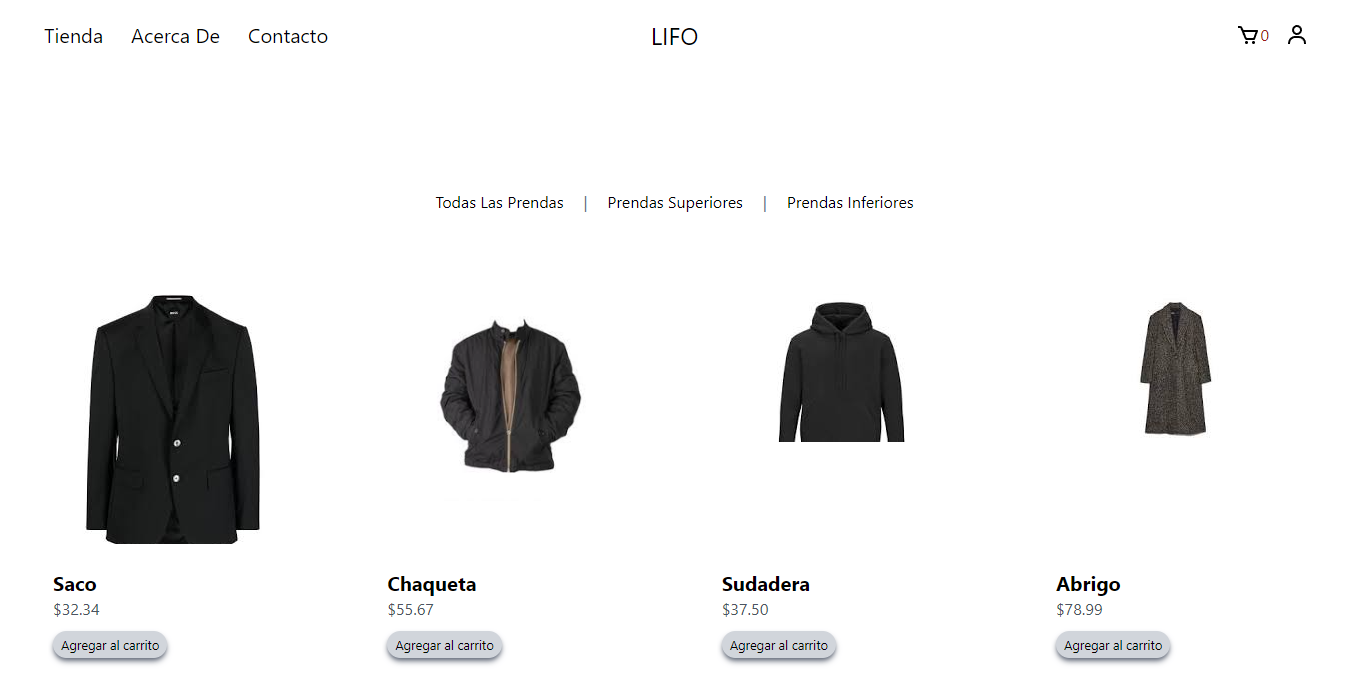 Tienda Acerca De Contacto LIFO 0
Todas Las Prendas | Prendas Superiores | Prendas Inferiores
Saco Chaqueta Sudadera Abrigo
$32.34 $55.67 $37.50 $78.99
Agregar al carrito Agregar al carrito Agregar al carrito Agregar al carrito